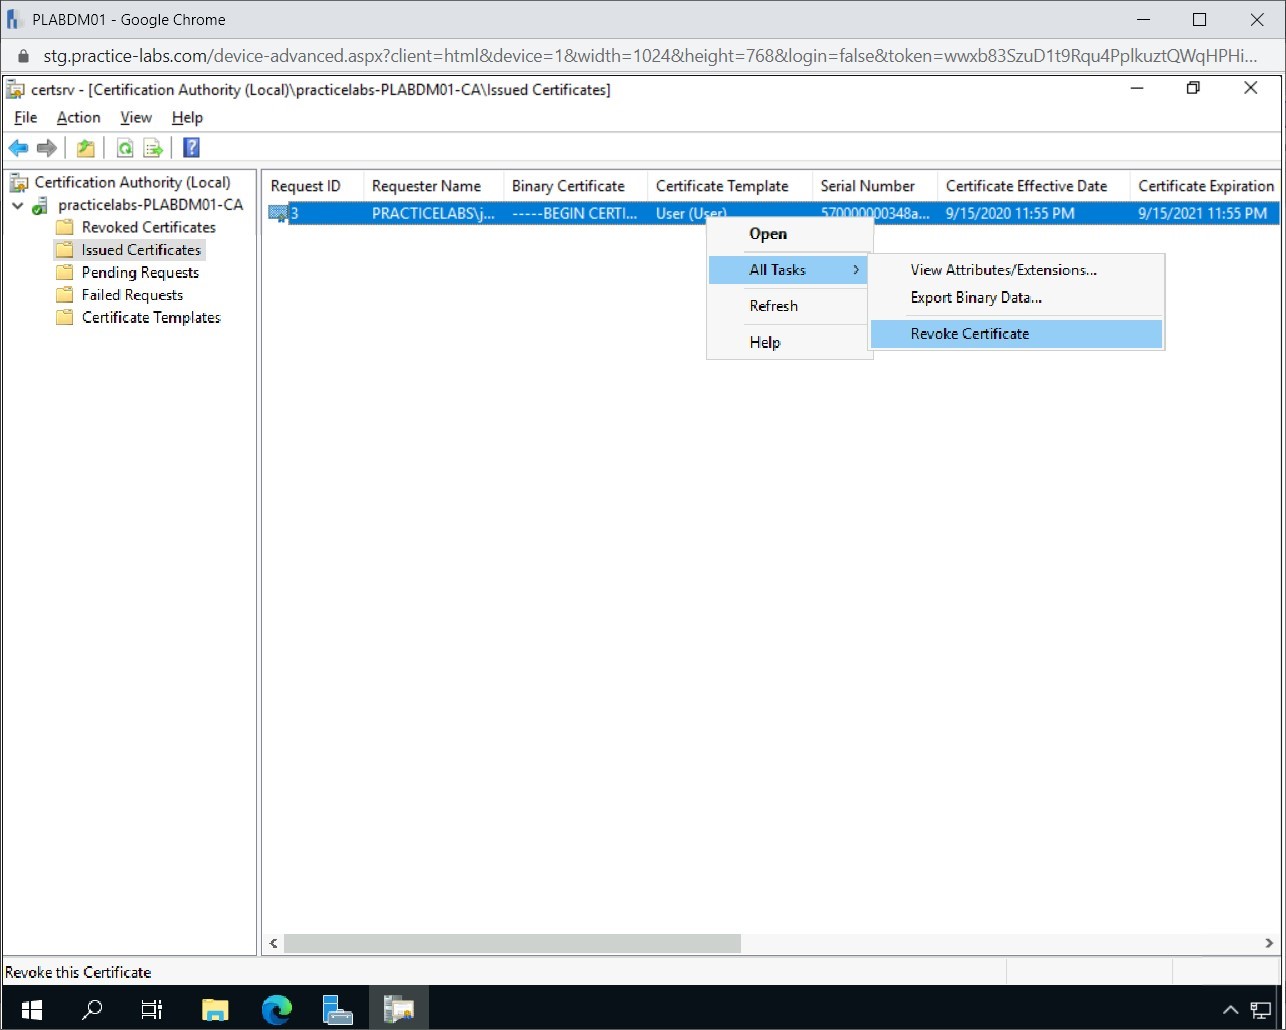 PLABDM01 - Google Chrome
stg.practice-labs.com/device-advanced.aspx?client=html&device=1&width=1024&height=768&login=false&token=wwxb83SzuD1t9Rqu4PplkuztQWqHPHi...
certsrv - [Certification Authority (Local)\practicelabs-PLABDM01-CA\Issued Certificates]
File Action View Help
Certification Authority (Local)
practicelabs-PLABDM01-CA
Revoked Certificates
Issued Certificates
Pending Requests
Failed Requests
Certificate Templates
Request ID Requester Name Binary Certificate Certificate Template Serial Number Certificate Effective Date Certificate Expiration
3 PRACTICELABS\j... -----BEGIN CERTI... User (User) 570000000348a... 9/15/2020 11:55 PM 9/15/2021 11:55 PM
Open
All Tasks
Refresh
Help
View Attributes/Extensions...
Export Binary Data...
Revoke Certificate
Revoke this Certificate